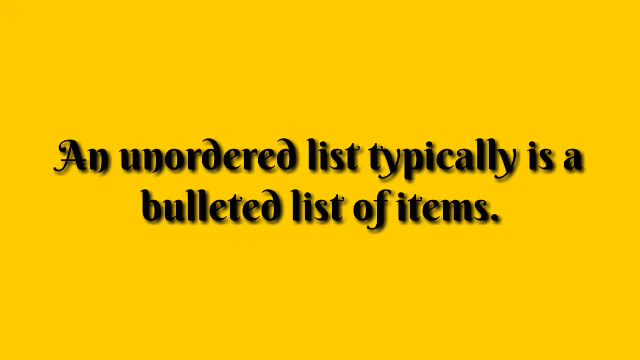 An unordered list typically is a
bulleted list of items.